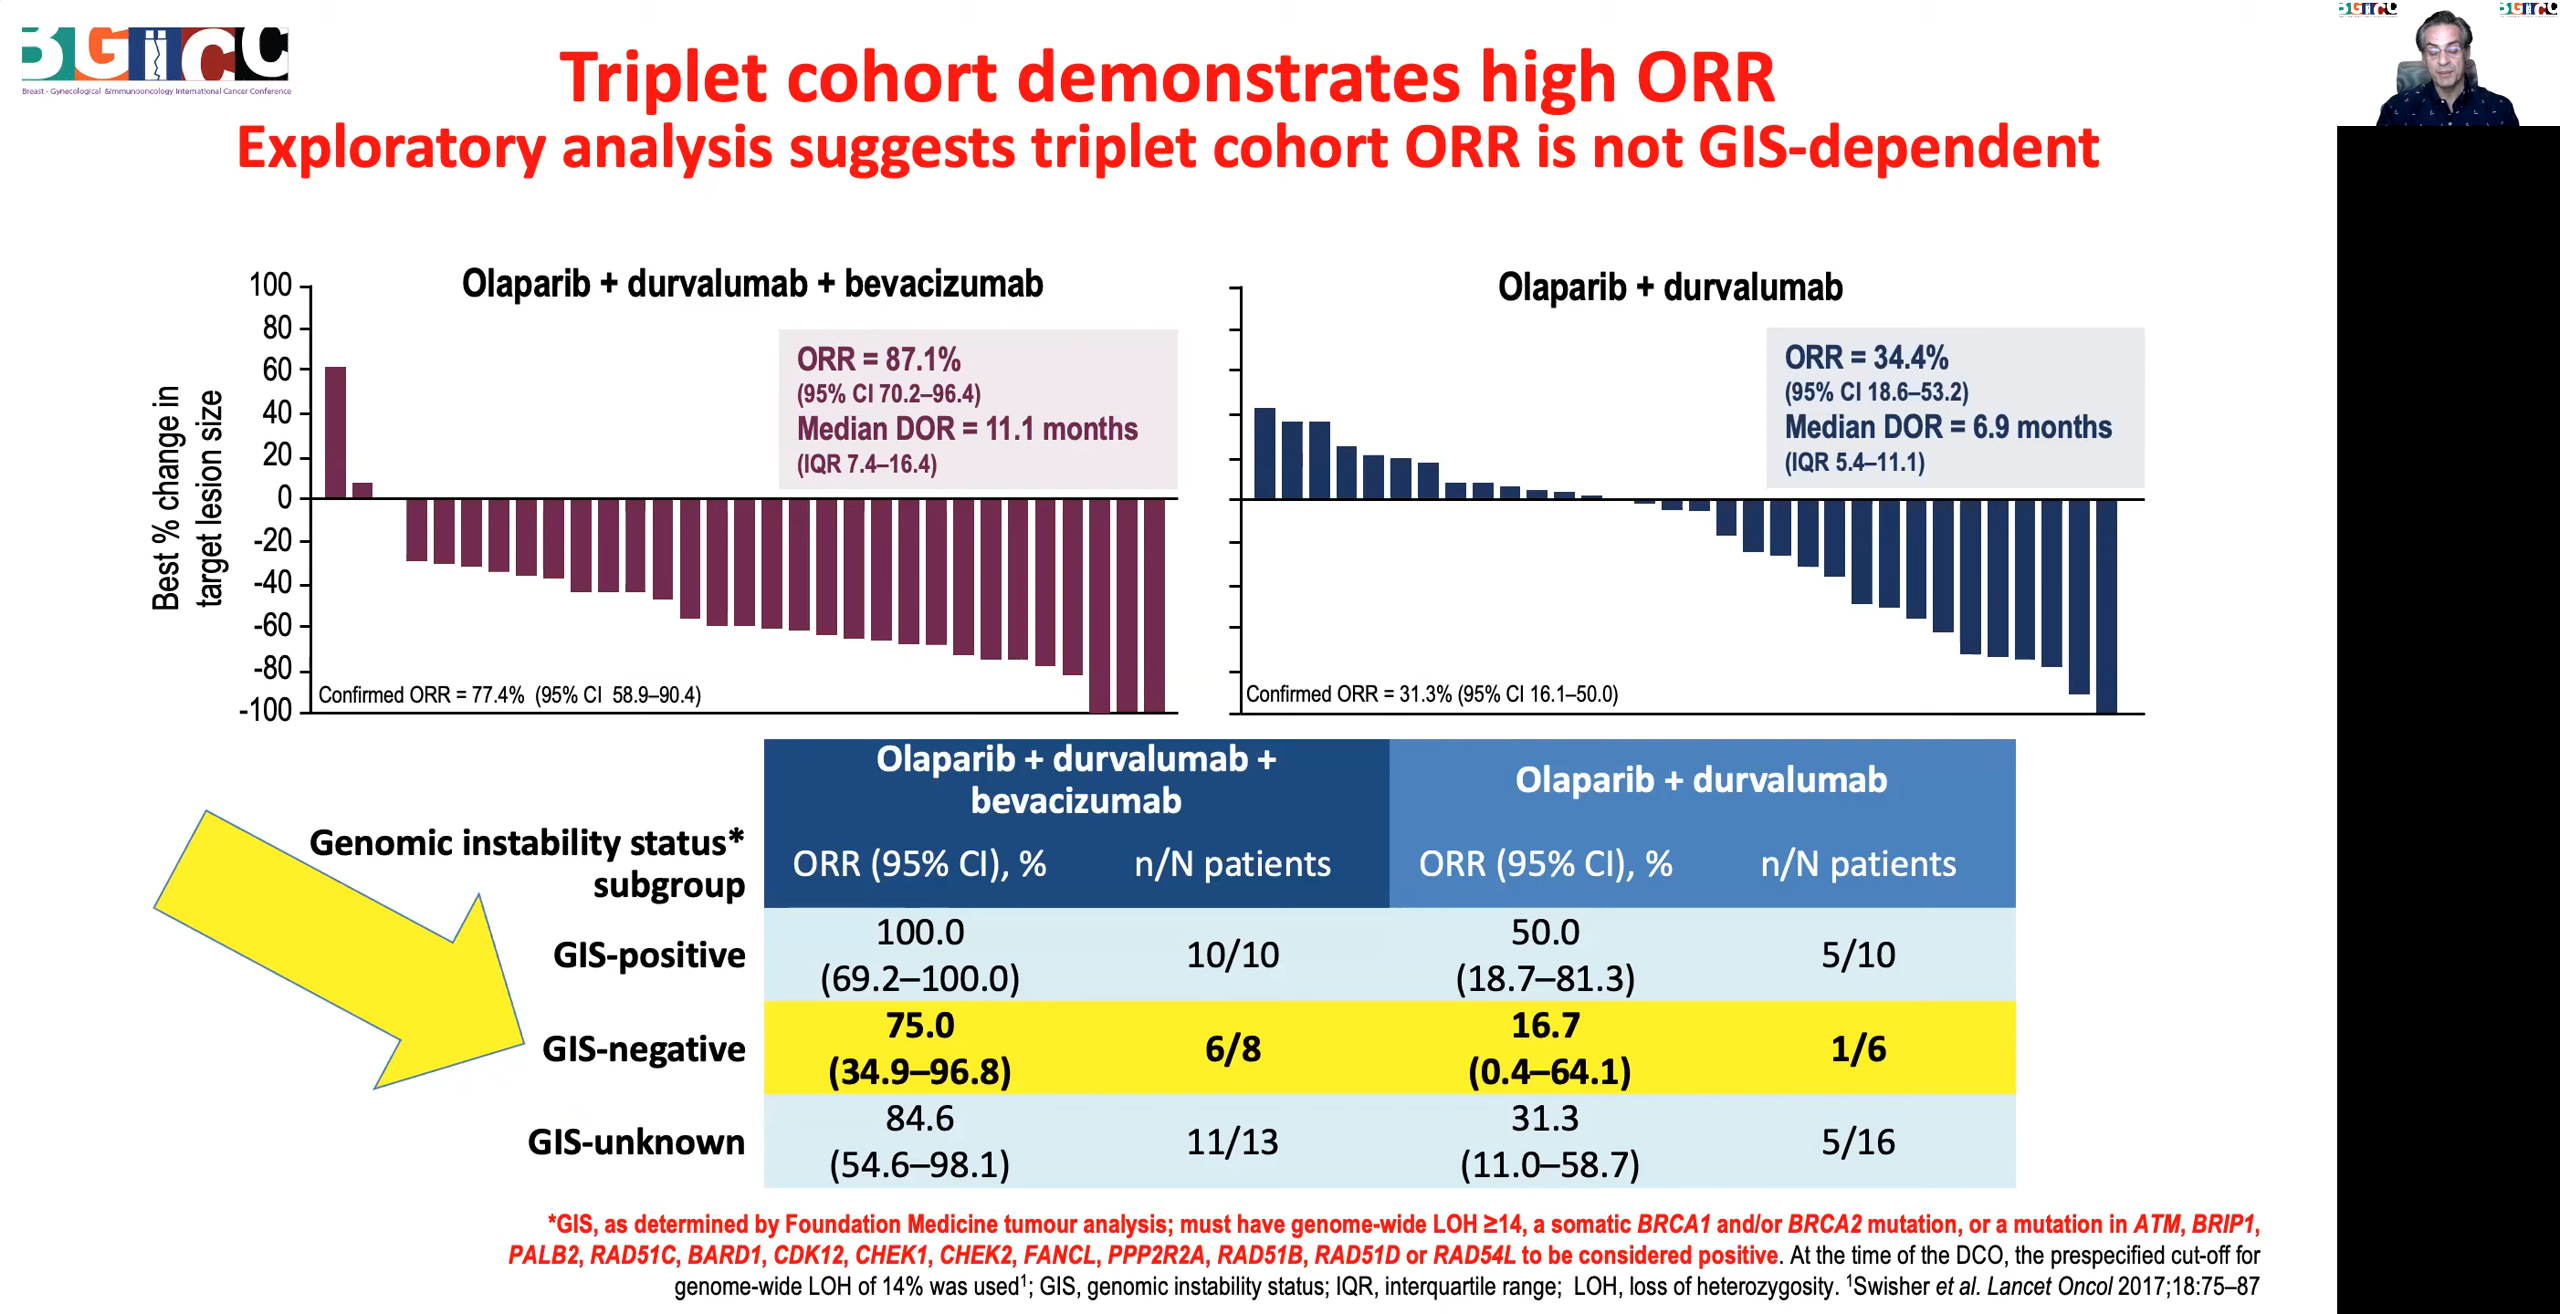 BGIICC
Breast - Gynecological &Immunooncology International Cancer Conference
Triplet cohort demonstrates high ORR
Exploratory analysis suggests triplet cohort ORR is not GIS-dependent
Best % change in
target lesion size
100
80
60
40
20
0
-20
-40
-60
-80
-100
Olaparib + durvalumab + bevacizumab
ORR = 87.1%
(95% CI 70.2–96.4)
Median DOR = 11.1 months
(IQR 7.4–16.4)
Confirmed ORR = 77.4% (95% CI 58.9–90.4)
Olaparib + durvalumab
ORR = 34.4%
(95% CI 18.6–53.2)
Median DOR = 6.9 months
(IQR 5.4–11.1)
Confirmed ORR = 31.3% (95% CI 16.1–50.0)
Genomic instability status*
subgroup
Olaparib + durvalumab +
bevacizumab
Olaparib + durvalumab
ORR (95% CI), % n/N patients ORR (95% CI), % n/N patients
GIS-positive
100.0
(69.2–100.0)
10/10
50.0
(18.7–81.3)
5/10
GIS-negative
75.0
(34.9–96.8)
6/8
16.7
(0.4–64.1)
1/6
GIS-unknown
84.6
(54.6–98.1)
11/13
31.3
(11.0–58.7)
5/16
*GIS, as determined by Foundation Medicine tumour analysis; must have genome-wide LOH ≥14, a somatic BRCA1 and/or BRCA2 mutation, or a mutation in ATM, BRIP1,
PALB2, RAD51C, BARD1, CDK12, CHEK1, CHEK2, FANCL, PPP2R2A, RAD51B, RAD51D or RAD54L to be considered positive. At the time of the DCO, the prespecified cut-off for
genome-wide LOH of 14% was used¹; GIS, genomic instability status; IQR, interquartile range; LOH, loss of heterozygosity. ¹Swisher et al. Lancet Oncol 2017;18:75–87